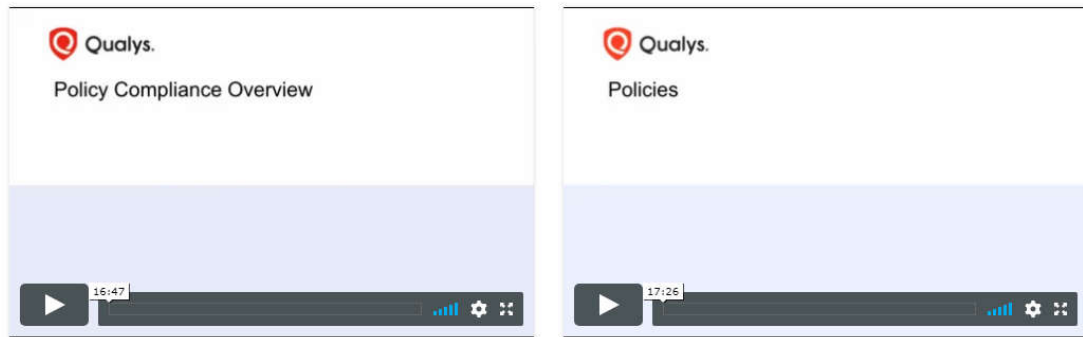 Qualys.
Policy Compliance Overview
16:47
Qualys.
Policies
17:26